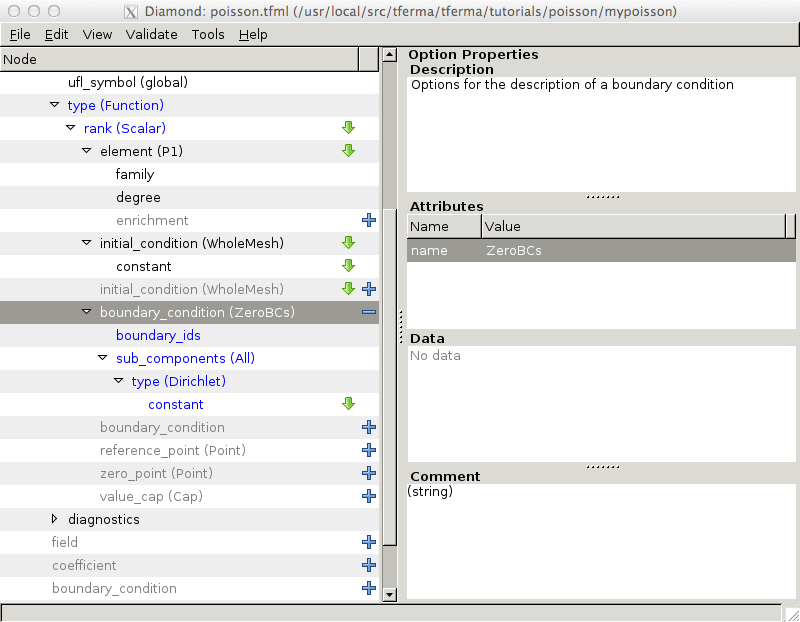 Diamond: poisson.tfml (/usr/local/src/tferma/tferma/tutorials/poisson/mypoisson)
File Edit View Validate Tools Help
Node
ufl_symbol (global)
type (Function)
rank (Scalar)
element (P1)
family
degree
enrichment
initial_condition (WholeMesh)
constant
initial_condition (WholeMesh)
boundary_condition (ZeroBCs)
boundary_ids
sub_components (All)
type (Dirichlet)
constant
boundary_condition
reference_point (Point)
zero_point (Point)
value_cap (Cap)
diagnostics
field
coefficient
boundary_condition
Option Properties
Description
Options for the description of a boundary condition
Attributes
Name Value
name ZeroBCs
Data
No data
Comment
(string)